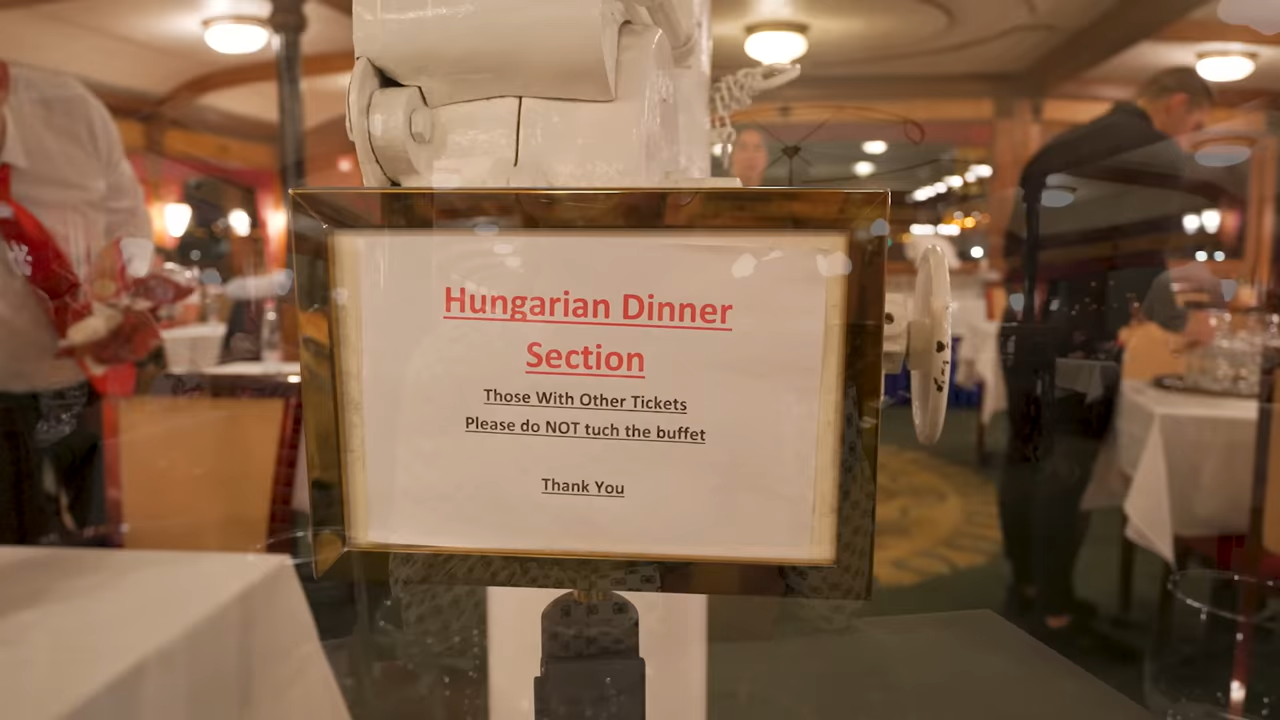 Hungarian Dinner
Section
Those With Other Tickets
Please do NOT tuch the buffet
Thank You